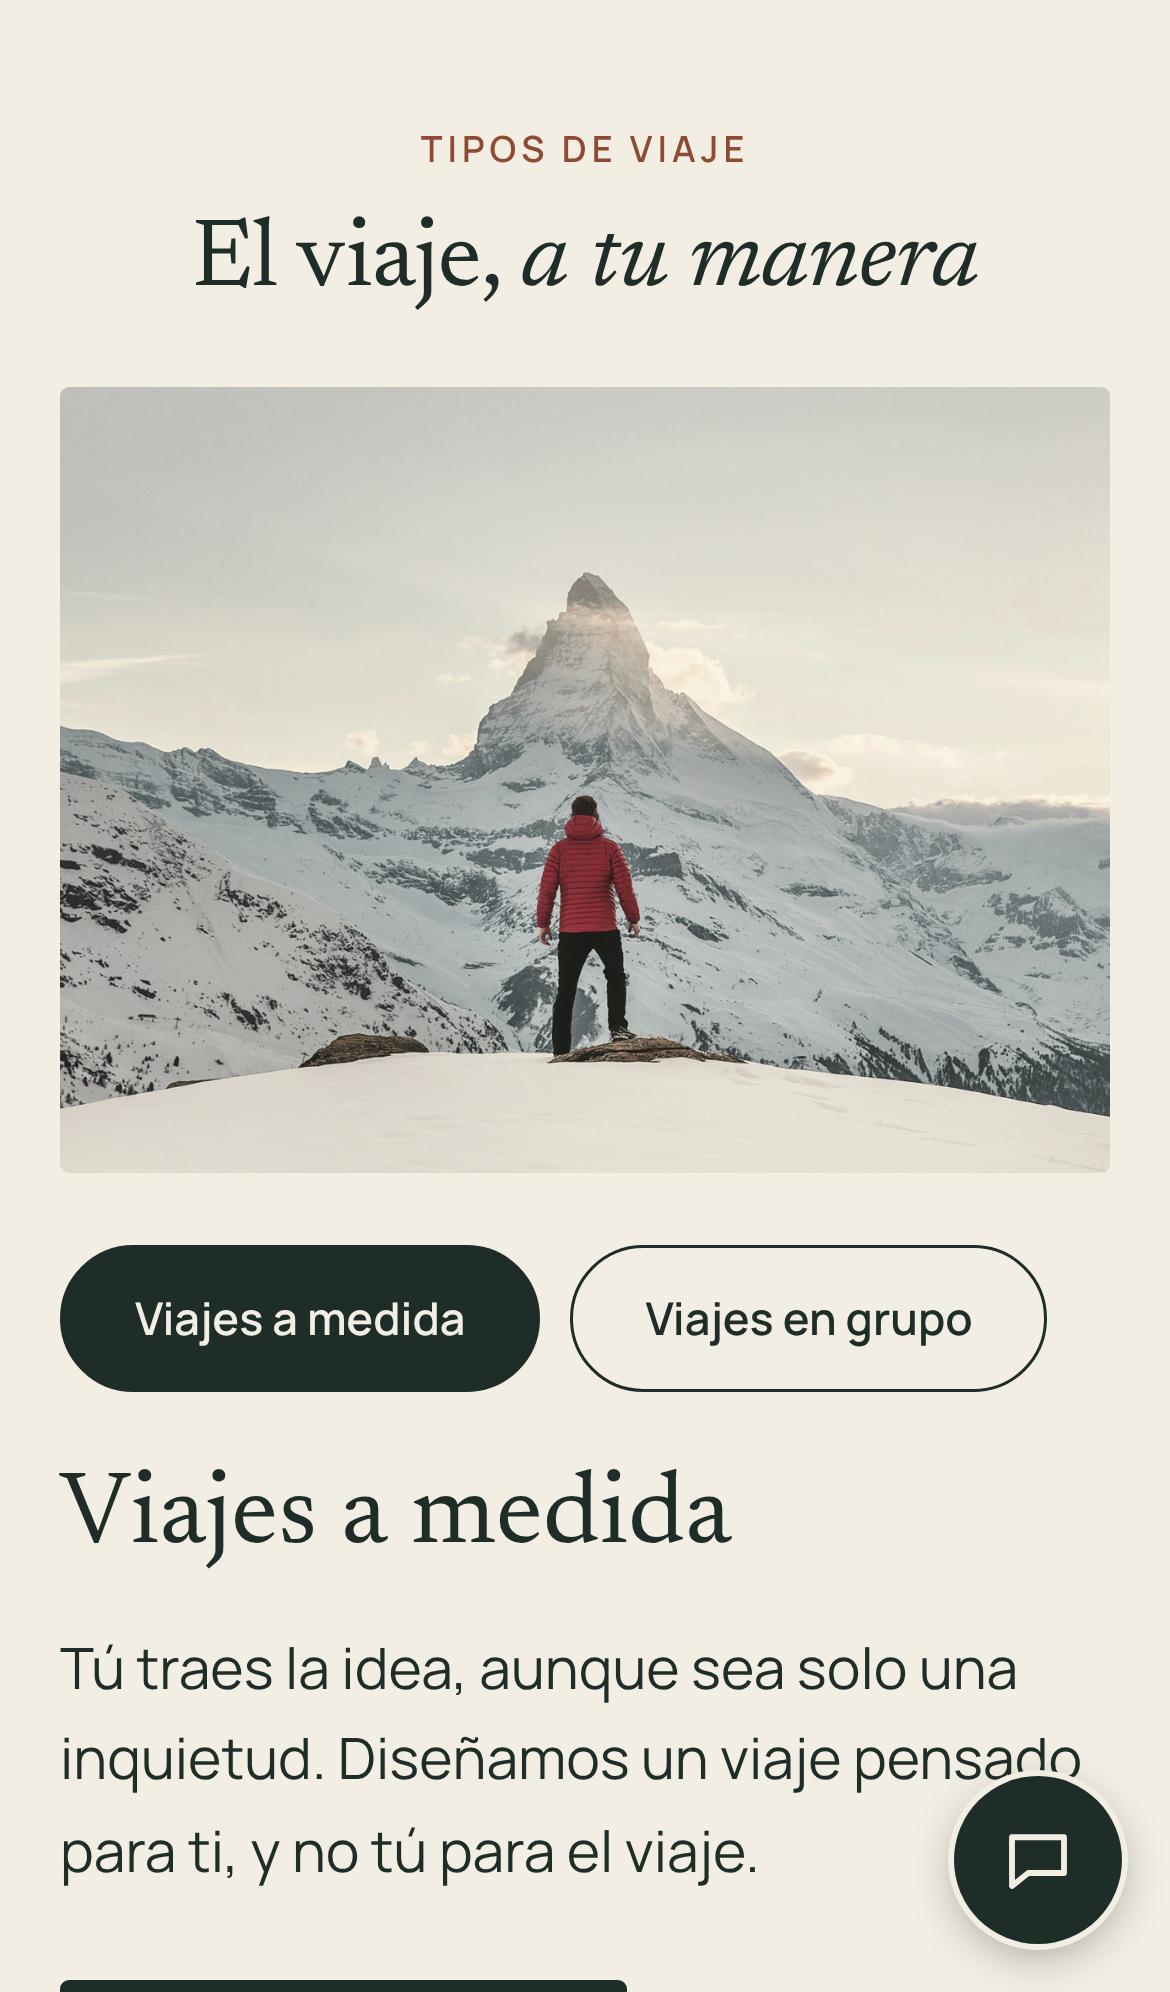 TIPOS DE VIAJE
El viaje, a tu manera
Viajes a medida
Viajes en grupo
Viajes a medida
Tú traes la idea, aunque sea solo una
inquietud. Diseñamos un viaje pensado
para ti, y no tú para el viaje.